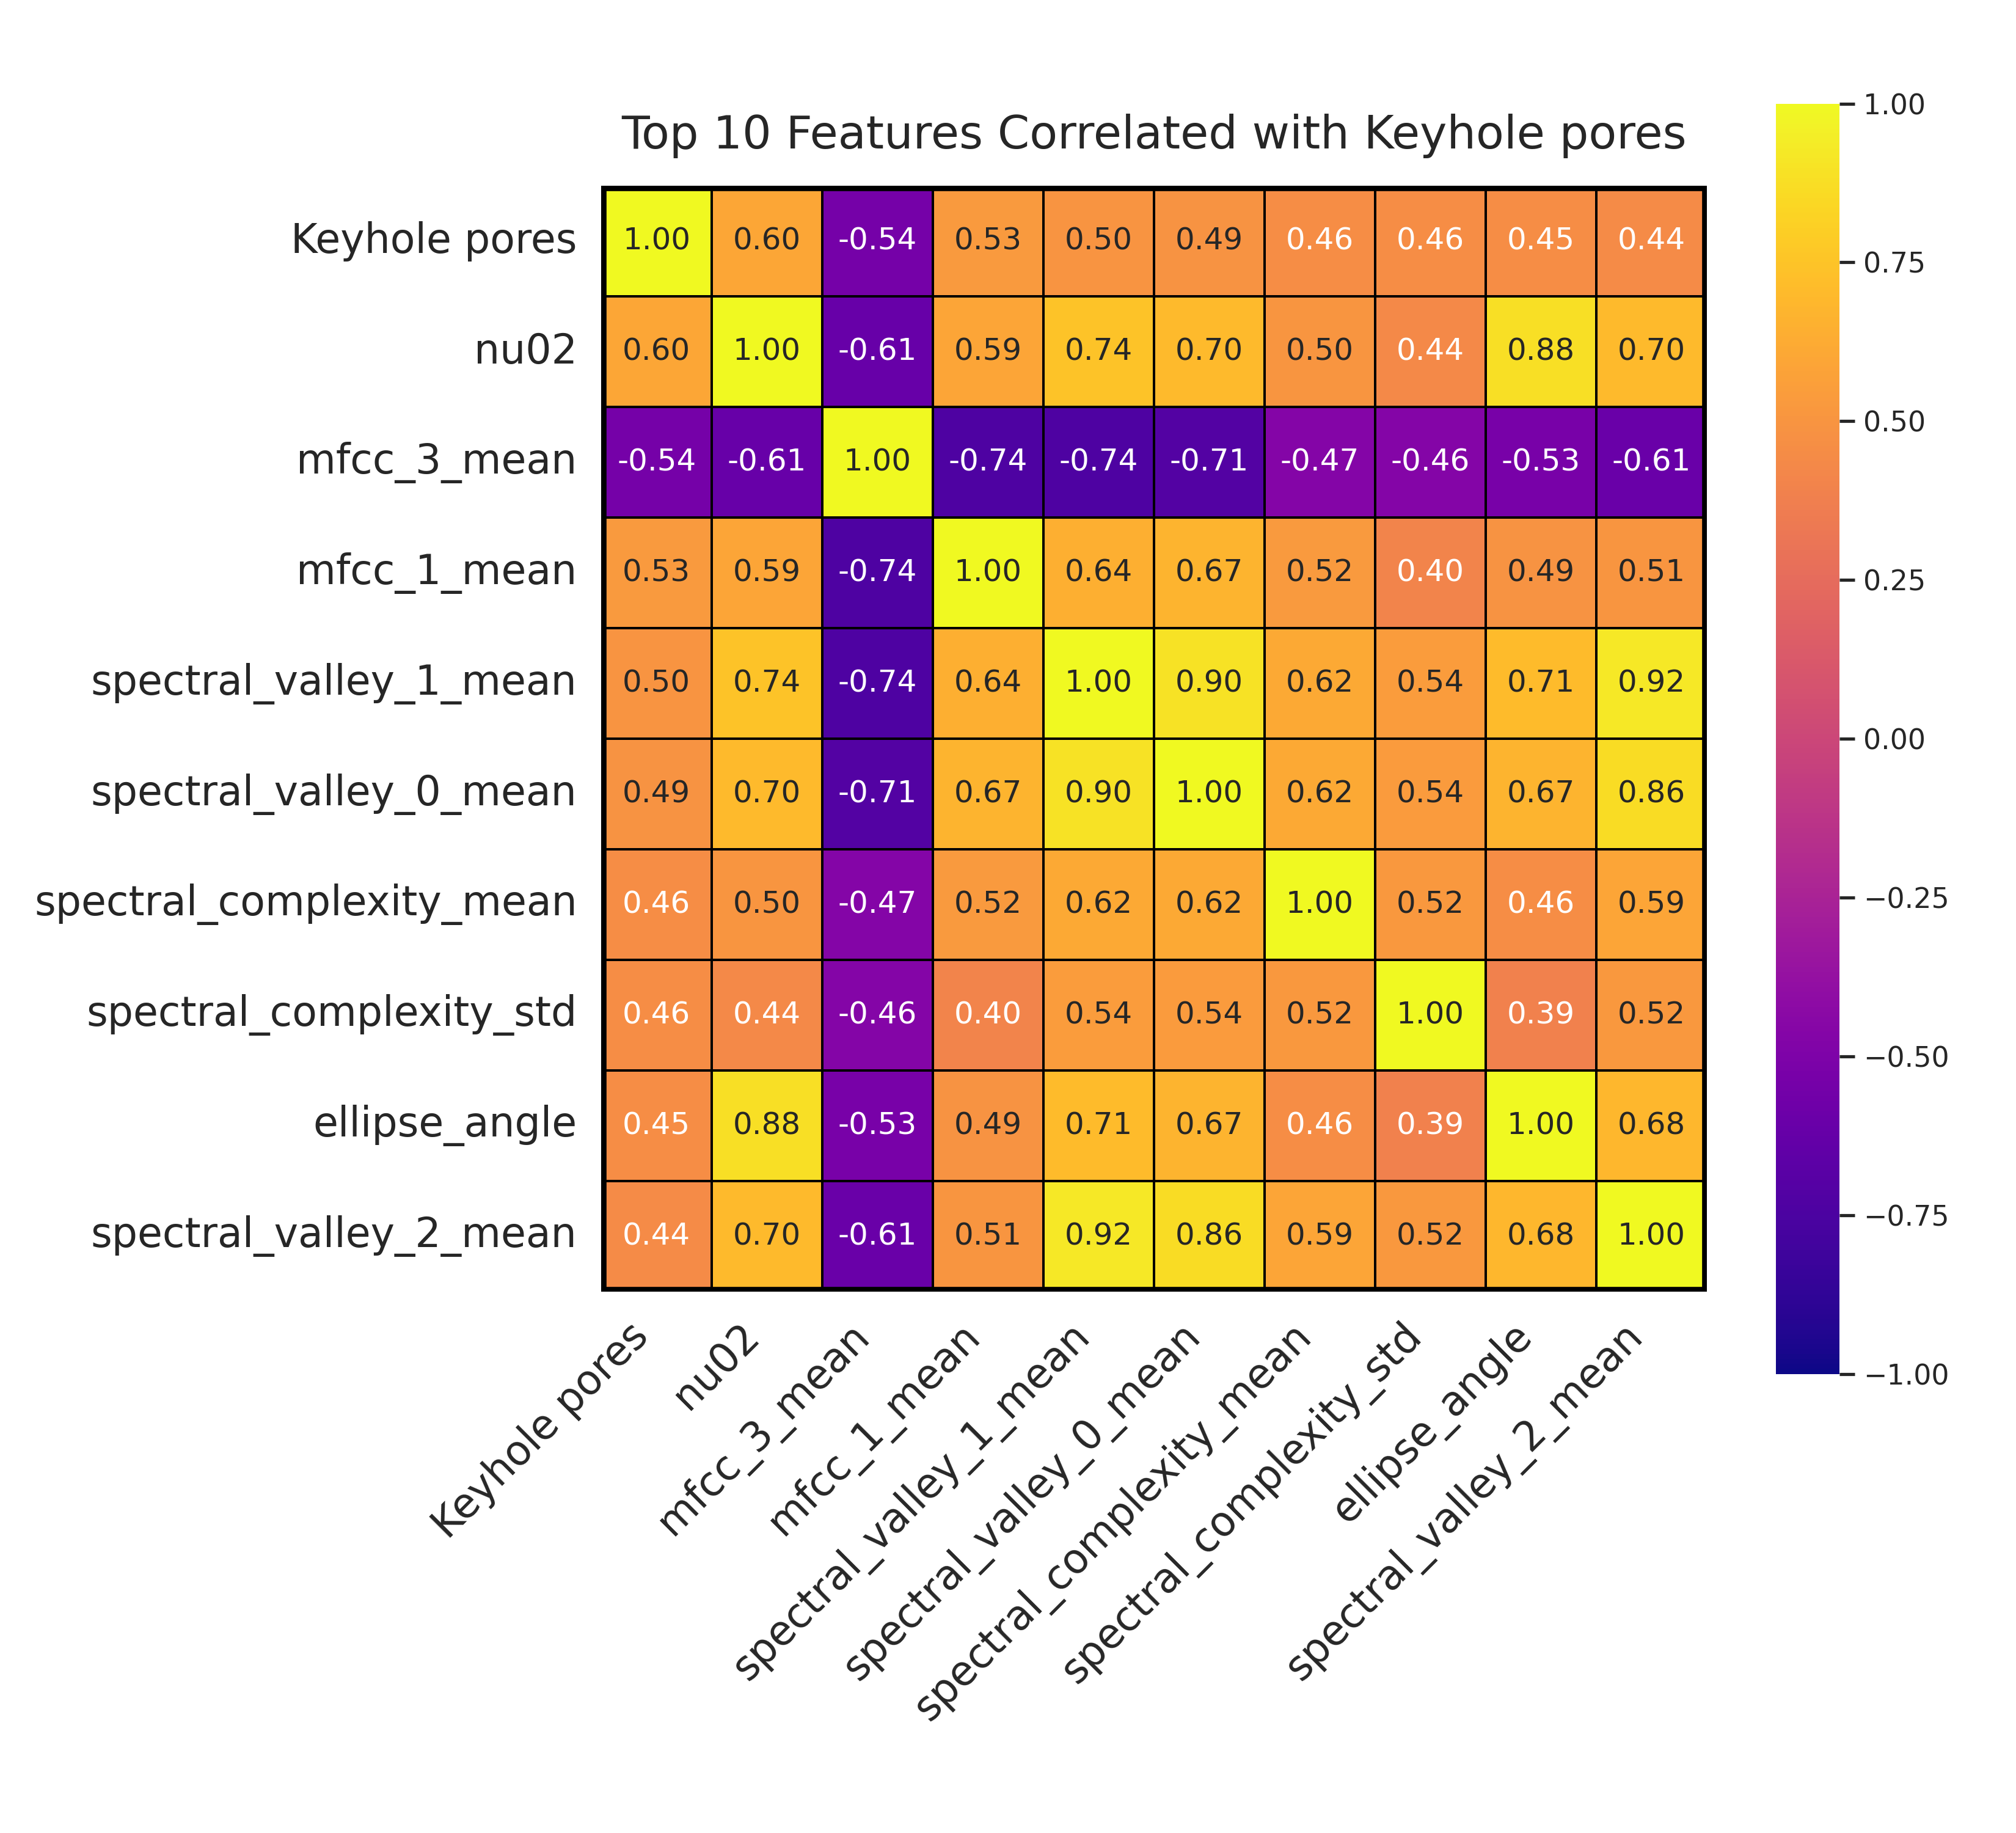 Top 10 Features Correlated with Keyhole pores
Keyhole pores 1.00 0.60 -0.54 0.53 0.50 0.49 0.46 0.46 0.45 0.44
nu02 0.60 1.00 -0.61 0.59 0.74 0.70 0.50 0.44 0.88 0.70
mfcc_3_mean -0.54 -0.61 1.00 -0.74 -0.74 -0.71 -0.47 -0.46 -0.53 -0.61
mfcc_1_mean 0.53 0.59 -0.74 1.00 0.64 0.67 0.52 0.40 0.49 0.51
spectral_valley_1_mean 0.50 0.74 -0.74 0.64 1.00 0.90 0.62 0.54 0.71 0.92
spectral_valley_0_mean 0.49 0.70 -0.71 0.67 0.90 1.00 0.62 0.54 0.67 0.86
spectral_complexity_mean 0.46 0.50 -0.47 0.52 0.62 0.62 1.00 0.52 0.46 0.59
spectral_complexity_std 0.46 0.44 -0.46 0.40 0.54 0.54 0.52 1.00 0.39 0.52
ellipse_angle 0.45 0.88 -0.53 0.49 0.71 0.67 0.46 0.39 1.00 0.68
spectral_valley_2_mean 0.44 0.70 -0.61 0.51 0.92 0.86 0.59 0.52 0.68 1.00
Keyhole pores
nu02
mfcc_3_mean
mfcc_1_mean
spectral_valley_1_mean
spectral_valley_0_mean
spectral_complexity_mean
spectral_complexity_std
ellipse_angle
spectral_valley_2_mean
1.00
0.75
0.50
0.25
0.00
−0.25
−0.50
−0.75
−1.00